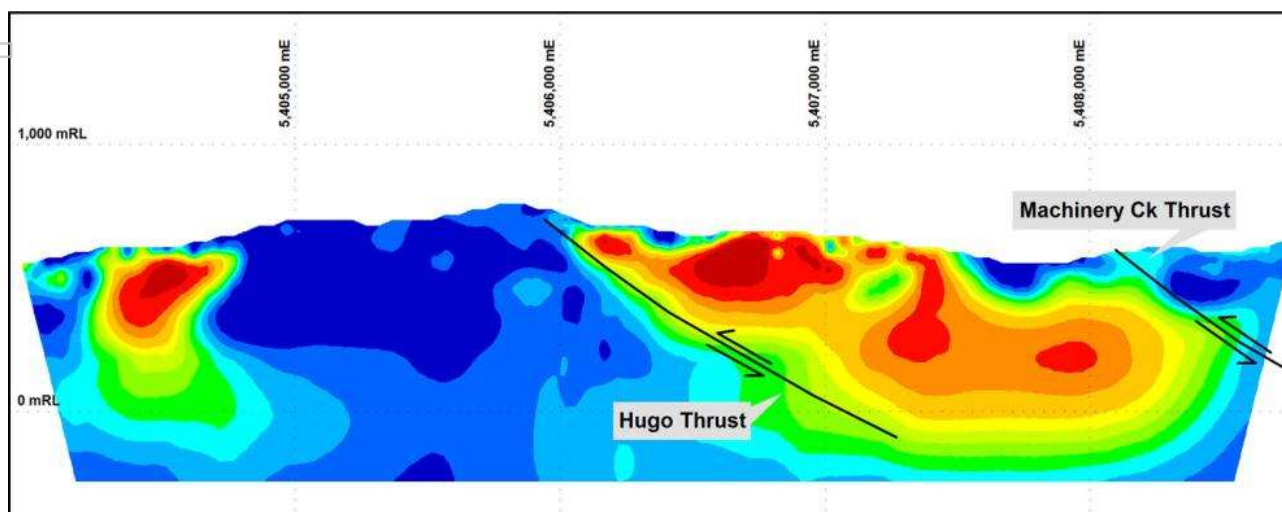 5,405,000 mE
5,406,000 mE
5,407,000 mE
5,408,000 mE
1,000 mRL
Machinery Ck Thrust
0 mRL
Hugo Thrust